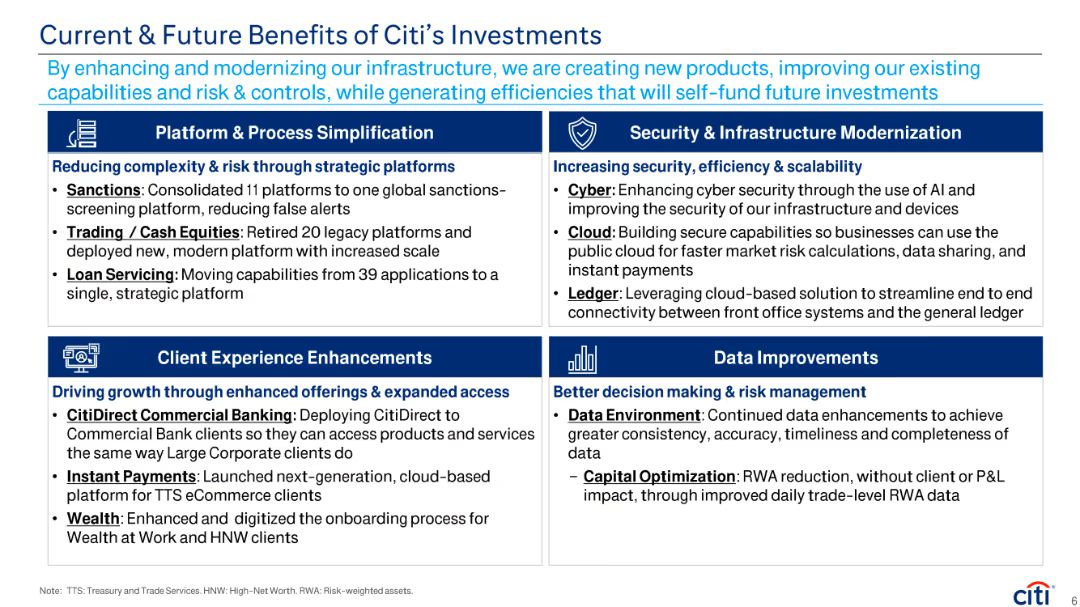 Current & Future Benefits of Citi's Investments
By enhancing and modernizing our infrastructure, we are creating new products, improving our existing
capabilities and risk & controls, while generating efficiencies that will self-fund future investments
Platform & Process Simplification
Reducing complexity & risk through strategic platforms
• Sanctions: Consolidated 11 platforms to one global sanctions-
screening platform, reducing false alerts
• Trading / Cash Equities: Retired 20 legacy platforms and
deployed new, modern platform with increased scale
• Loan Servicing: Moving capabilities from 39 applications to a
single, strategic platform
Security & Infrastructure Modernization
Increasing security, efficiency & scalability
• Cyber: Enhancing cyber security through the use of AI and
improving the security of our infrastructure and devices
• Cloud: Building secure capabilities so businesses can use the
public cloud for faster market risk calculations, data sharing, and
instant payments
• Ledger: Leveraging cloud-based solution to streamline end to end
connectivity between front office systems and the general ledger
Client Experience Enhancements
Driving growth through enhanced offerings & expanded access
• CitiDirect Commercial Banking: Deploying CitiDirect to
Commercial Bank clients so they can access products and services
the same way Large Corporate clients do
• Instant Payments: Launched next-generation, cloud-based
platform for TTS eCommerce clients
• Wealth: Enhanced and digitized the onboarding process for
Wealth at Work and HNW clients
Data Improvements
Better decision making & risk management
• Data Environment: Continued data enhancements to achieve
greater consistency, accuracy, timeliness and completeness of
data
– Capital Optimization: RWA reduction, without client or P&L
impact, through improved daily trade-level RWA data
Note: TTS: Treasury and Trade Services. HNW: High-Net Worth. RWA: Risk-weighted assets.
citi®
6